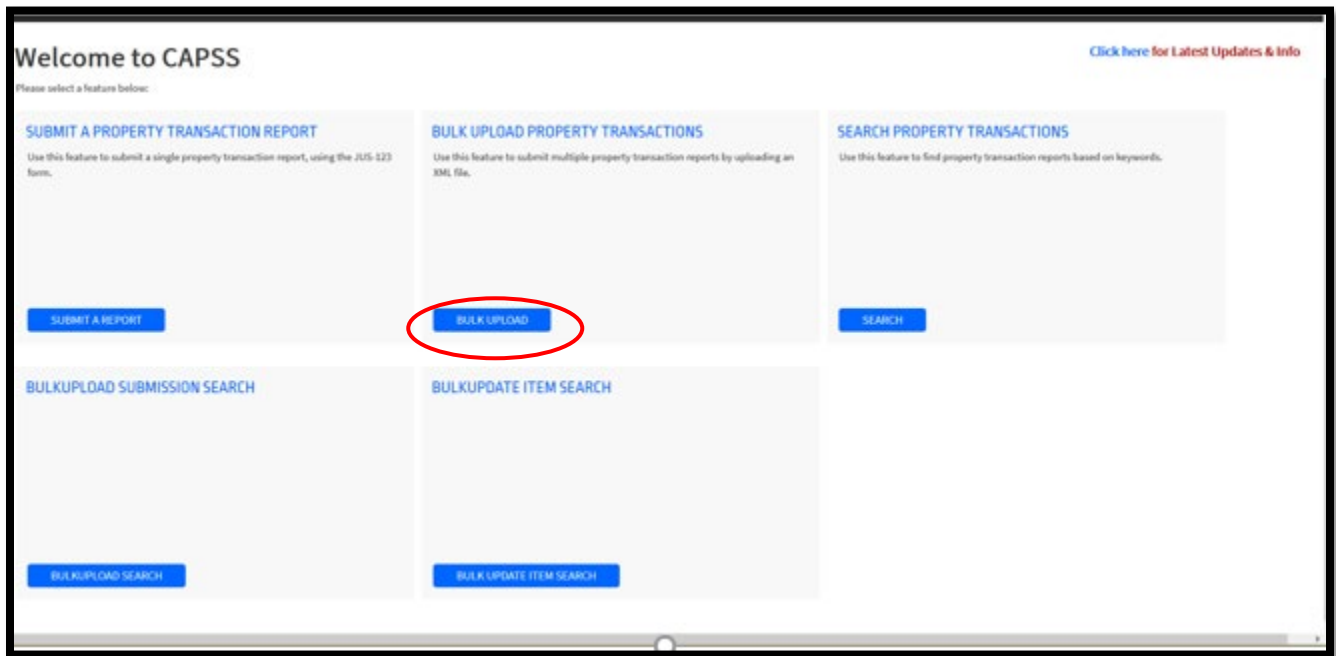 Welcome to CAPSS
Click here for Latest Updates & Info
Please select a feature below:
SUBMIT A PROPERTY TRANSACTION REPORT
Use this feature to submit a single property transaction report, using the JUS-123
form.
SUBMIT A REPORT
BULK UPLOAD PROPERTY TRANSACTIONS
Use this feature to submit multiple property transaction reports by uploading an
XML file.
BULK UPLOAD
SEARCH PROPERTY TRANSACTIONS
Use this feature to find property transaction reports based on keywords.
SEARCH
BULKUPLOAD SUBMISSION SEARCH
BULKUPLOAD SEARCH
BULKUPDATE ITEM SEARCH
BULK UPDATE ITEM SEARCH